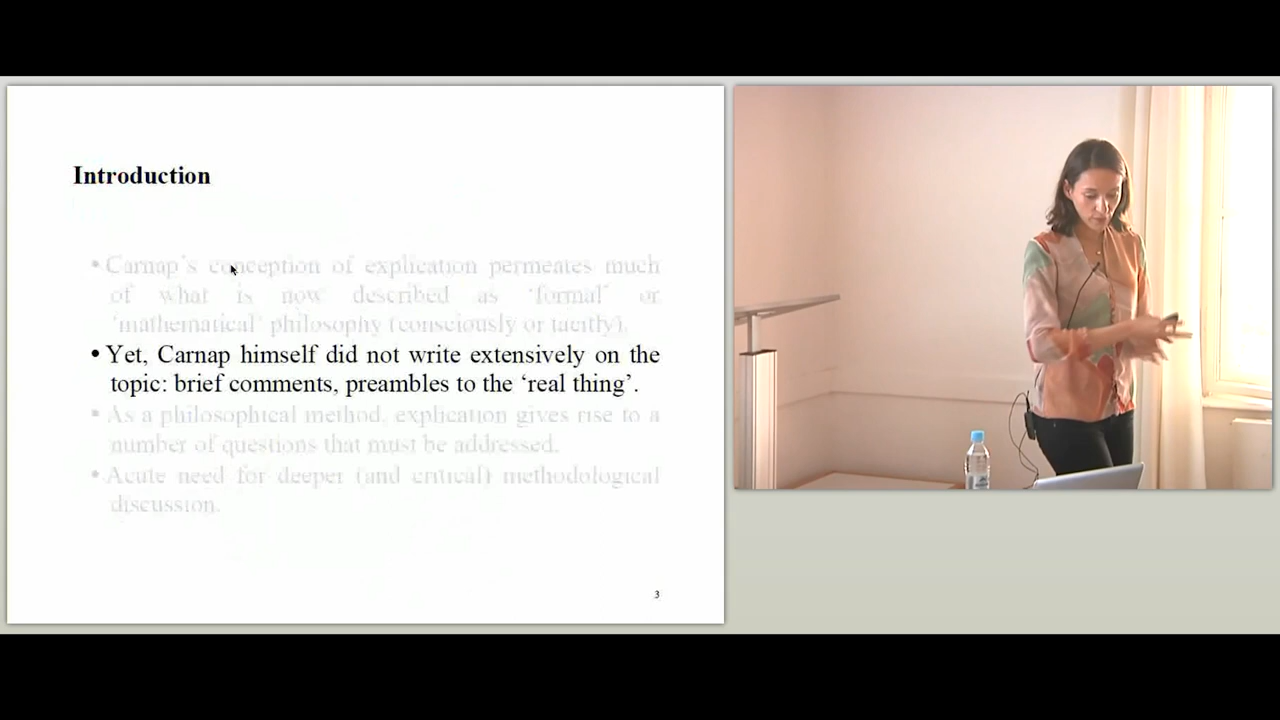 Introduction
• Carnap's conception of explication permeates much
of what is now described as 'formal' or
'mathematical' philosophy (consciously or tacitly).
• Yet, Carnap himself did not write extensively on the
topic: brief comments, preambles to the 'real thing'.
• As a philosophical method, explication gives rise to a
number of questions that must be addressed.
• Acute need for deeper (and critical) methodological
discussion.
3